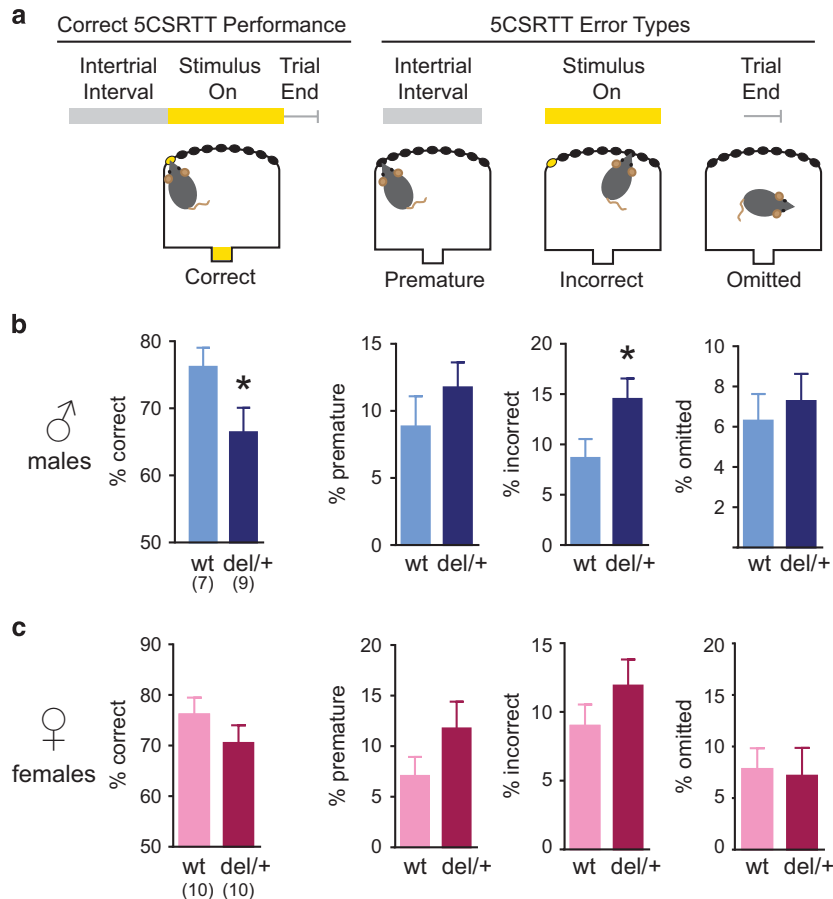 a
Correct 5CSRTT Performance
5CSRTT Error Types
Intertrial Interval
Stimulus On
Trial End
Intertrial Interval
Stimulus On
Trial End
Correct
Premature
Incorrect
Omitted
b
♂
males
% correct
80
70
60
50
*
wt
del/+
(7)
(9)
% premature
15
10
5
0
wt
del/+
% incorrect
20
15
10
5
0
*
wt
del/+
% omitted
10
8
6
4
2
wt
del/+
c
♀
females
% correct
90
80
70
60
50
wt
del/+
(10)
(10)
% premature
20
15
10
5
0
wt
del/+
% incorrect
15
10
5
0
wt
del/+
% omitted
20
15
10
5
0
wt
del/+